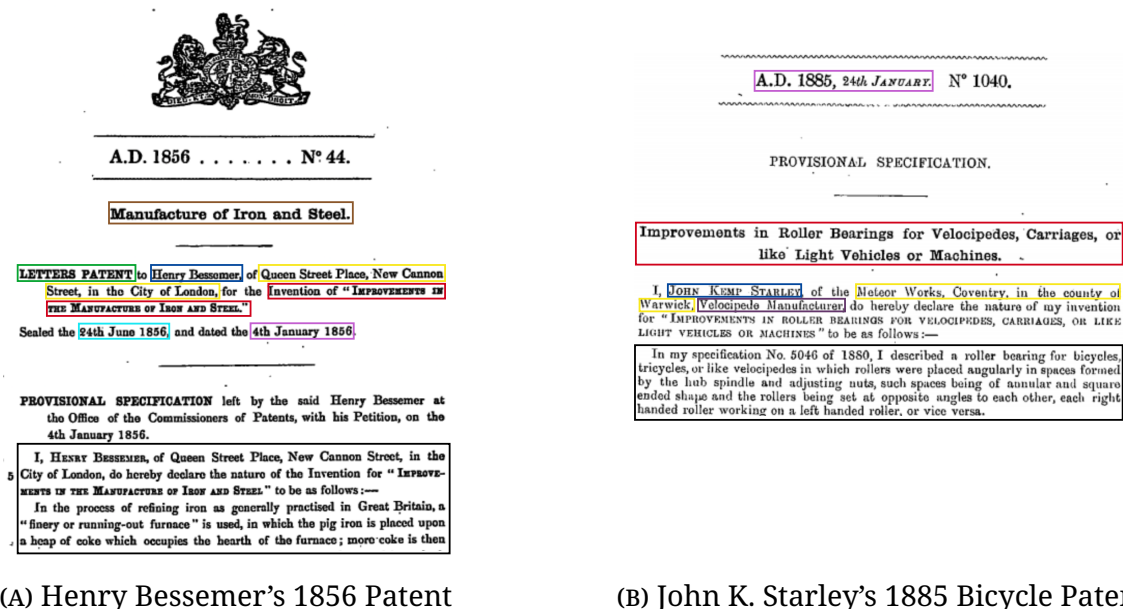 DIEU ET MON DROIT
A.D. 1856 . . . . . . . Nº 44.
Manufacture of Iron and Steel.
LETTERS PATENT to Henry Bessemer, of Queen Street Place, New Cannon
Street, in the City of London, for the Invention of "IMPROVEMENTS IN
THE MANUFACTURE OF IRON AND STEEL."
Sealed the 24th June 1856, and dated the 4th January 1856.
PROVISIONAL SPECIFICATION left by the said Henry Bessemer at
the Office of the Commissioners of Patents, with his Petition, on the
4th January 1856.
I, HENRY BESSEMER, of Queen Street Place, New Cannon Street, in the
5 City of London, do hereby declare the nature of the Invention for "IMPROVE-
MENTS IN THE MANUFACTURE OF IRON AND STEEL" to be as follows:—
In the process of refining iron as generally practised in Great Britain, a
"finery or running-out furnace" is used, in which the pig iron is placed upon
a heap of coke which occupies the hearth of the furnace; more coke is then
(A) Henry Bessemer's 1856 Patent
A.D. 1885, 24th JANUARY. Nº 1040.
PROVISIONAL SPECIFICATION.
Improvements in Roller Bearings for Velocipedes, Carriages, or
like Light Vehicles or Machines.
I, JOHN KEMP STARLEY, of the Meteor Works, Coventry, in the county of
Warwick, Velocipede Manufacturer, do hereby declare the nature of my invention
for "IMPROVEMENTS IN ROLLER BEARINGS FOR VELOCIPEDES, CARRIAGES, OR LIKE
LIGHT VEHICLES OR MACHINES" to be as follows:—
In my specification No. 5046 of 1880, I described a roller bearing for bicycles,
tricycles, or like velocipedes in which rollers were placed angularly in spaces formed
by the hub spindle and adjusting nuts, such spaces being of annular and square
ended shape and the rollers being set at opposite angles to each other, each right
handed roller working on a left handed roller, or vice versa.
(B) John K. Starley's 1885 Bicycle Pate